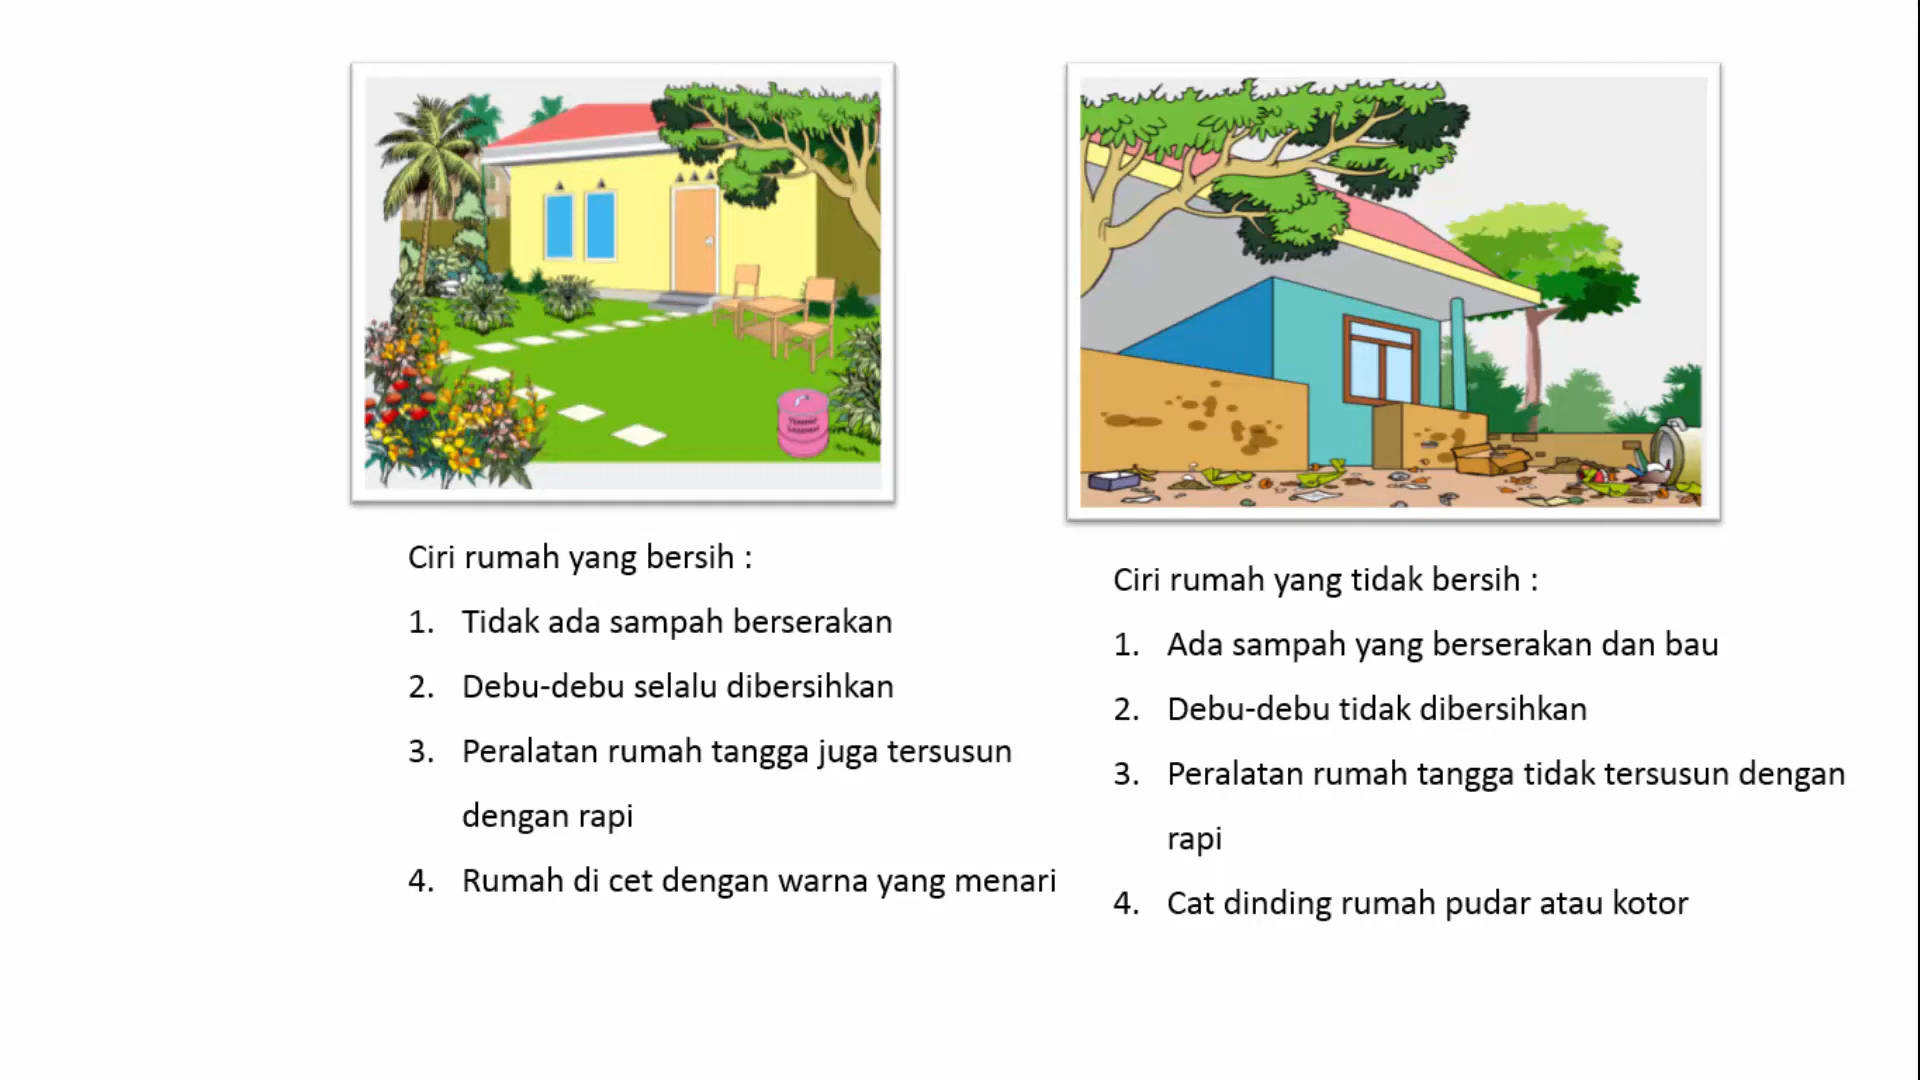 TEMPAT
SAMPAH
Ciri rumah yang bersih :
1. Tidak ada sampah berserakan
2. Debu-debu selalu dibersihkan
3. Peralatan rumah tangga juga tersusun
dengan rapi
4. Rumah di cet dengan warna yang menari
Ciri rumah yang tidak bersih :
1. Ada sampah yang berserakan dan bau
2. Debu-debu tidak dibersihkan
3. Peralatan rumah tangga tidak tersusun dengan
rapi
4. Cat dinding rumah pudar atau kotor